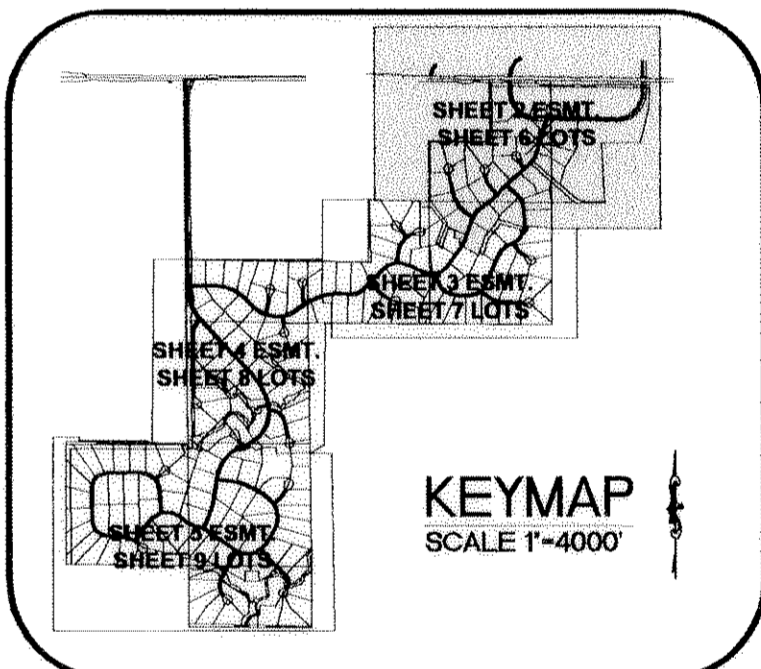 SHEET 2 ESMT.
SHEET 6 LOTS
SHEET 3 ESMT.
SHEET 7 LOTS
SHEET 4 ESMT.
SHEET 8 LOTS
SHEET 5 ESMT.
SHEET 9 LOTS
KEYMAP
SCALE 1"-4000'